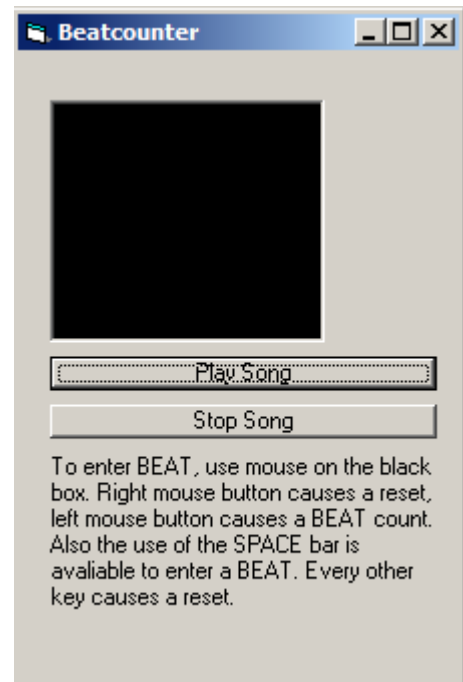 Beatcounter
Play Song
Stop Song
To enter BEAT, use mouse on the black
box. Right mouse button causes a reset,
left mouse button causes a BEAT count.
Also the use of the SPACE bar is
avaliable to enter a BEAT. Every other
key causes a reset.